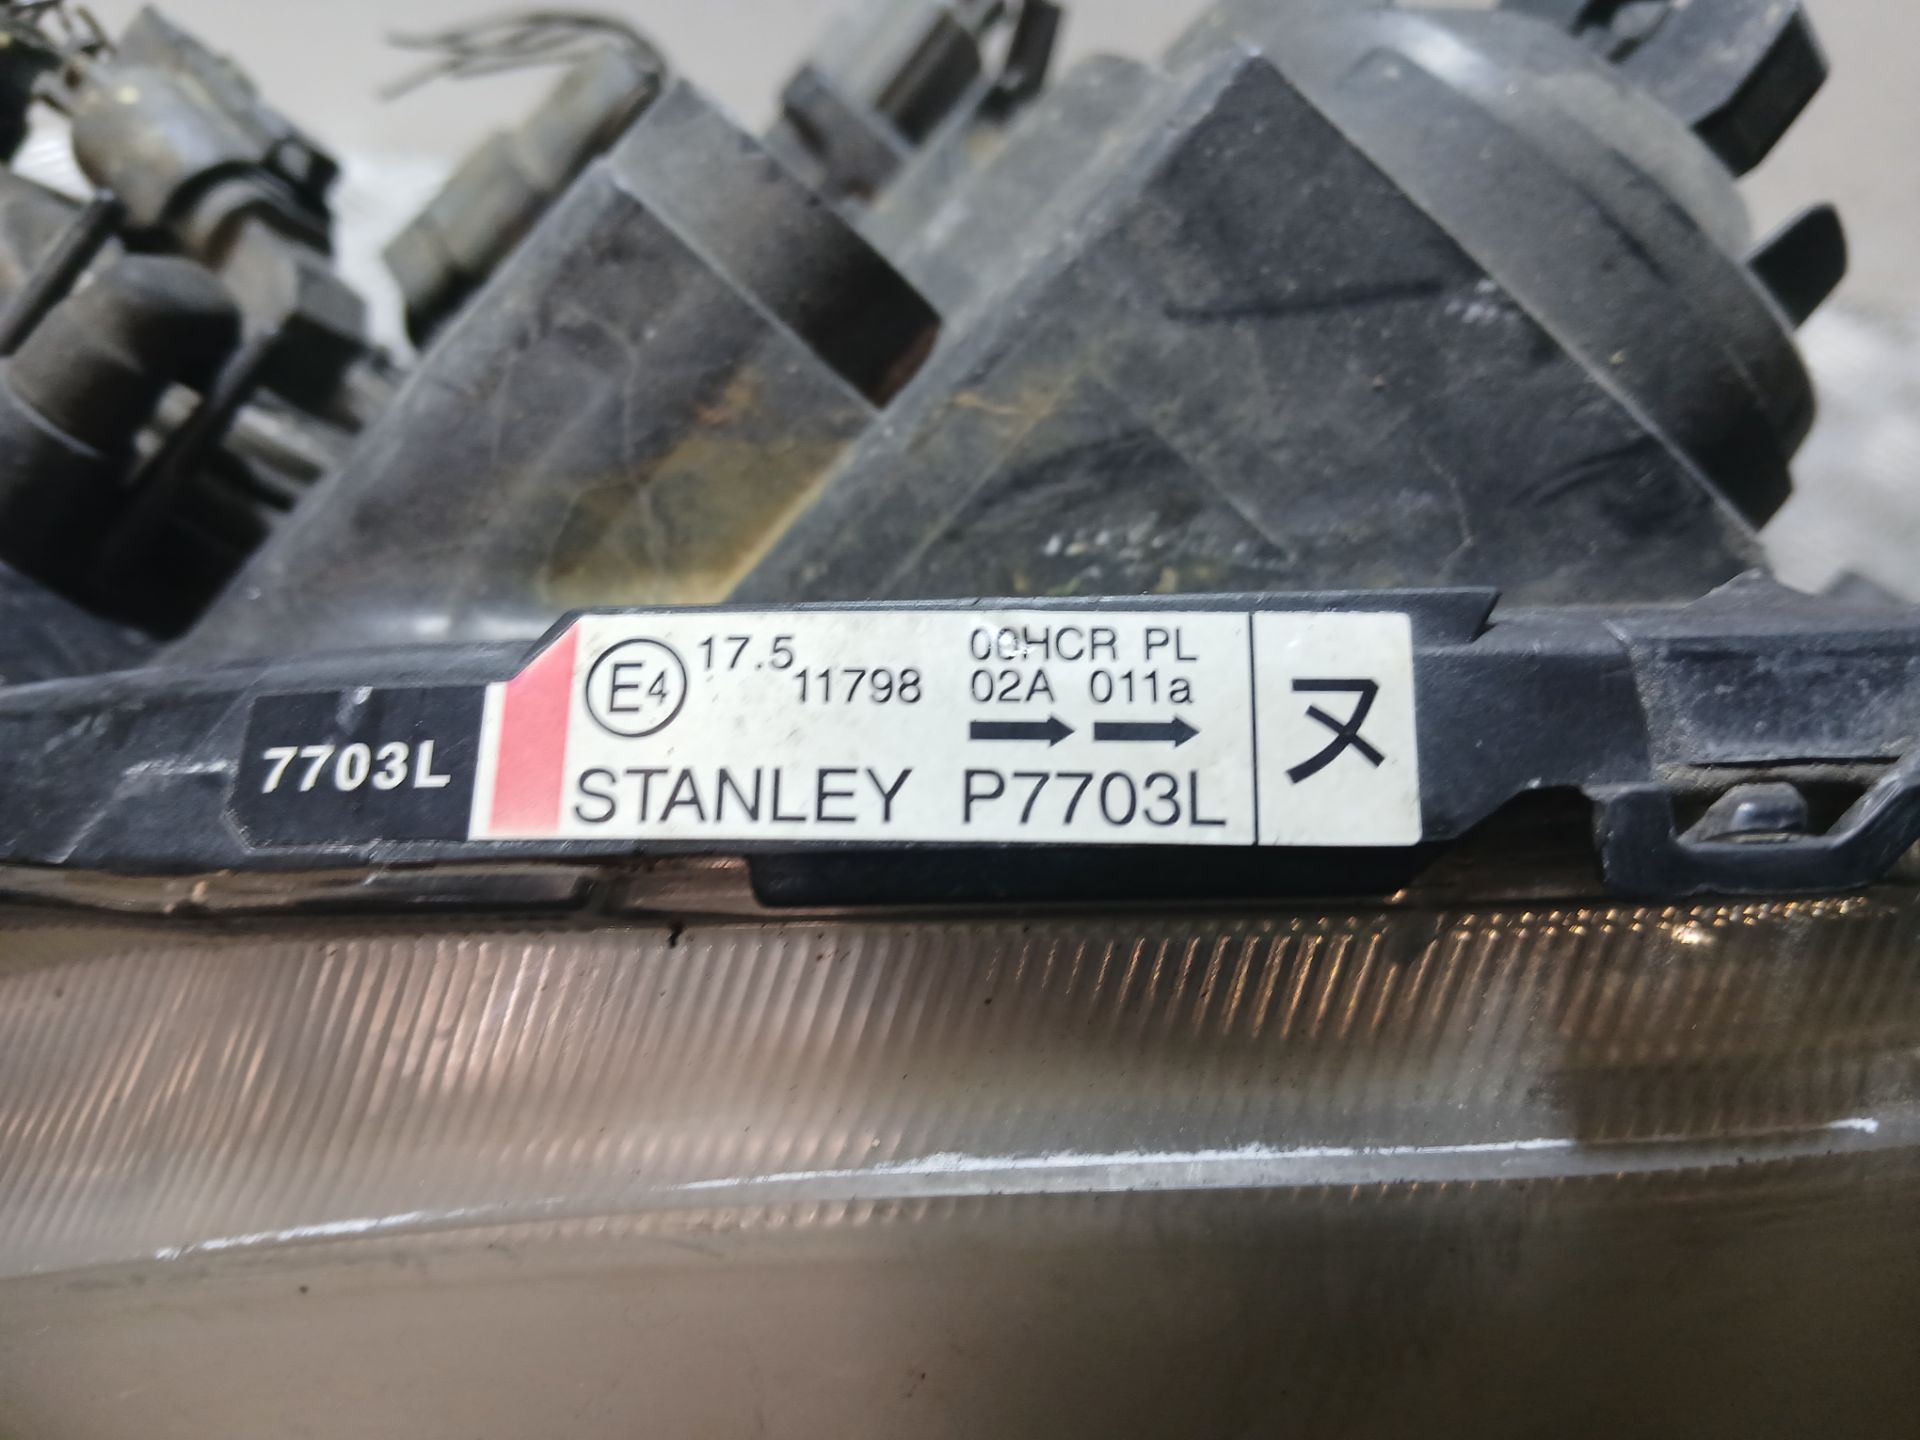 7703L
E4 17.5 11798
00HCR PL
02A 011a
STANLEY P7703L
ヌ